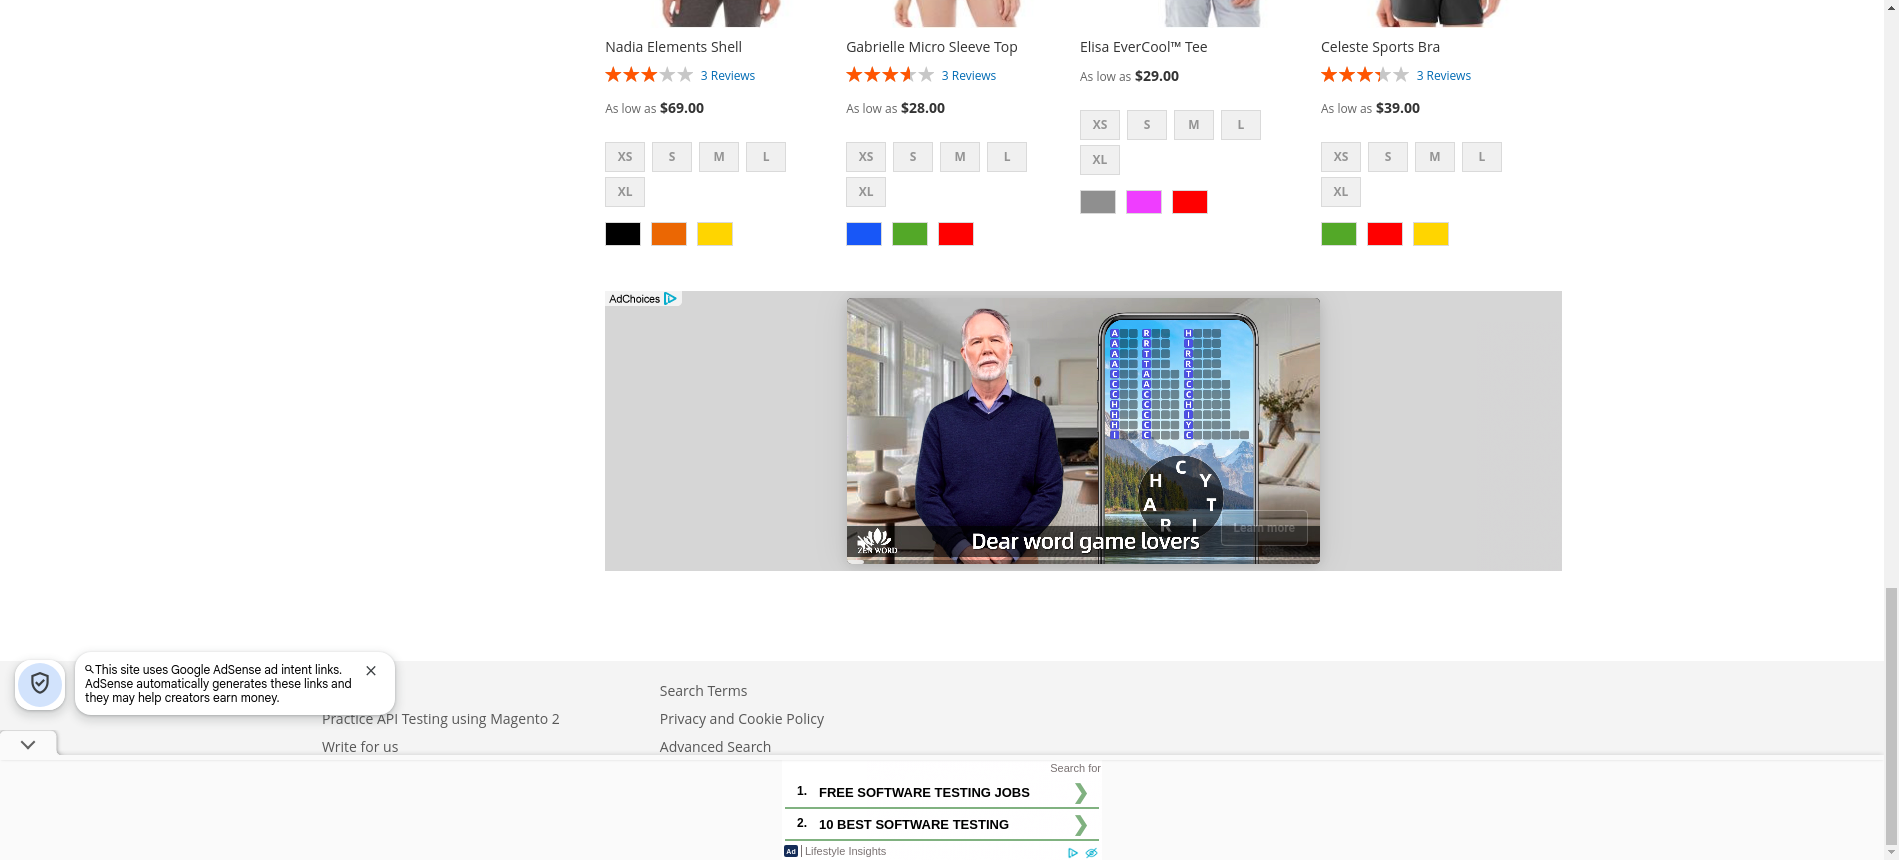 Nadia Elements Shell
3 Reviews
As low as $69.00
XS S M L
XL
Gabrielle Micro Sleeve Top
3 Reviews
As low as $28.00
XS S M L
XL
Elisa EverCool™ Tee
As low as $29.00
XS S M L
XL
Celeste Sports Bra
3 Reviews
As low as $39.00
XS S M L
XL
AdChoices
A R H
A R I
A T R
A T R
C A T
C A C
C C H
H C I
H C Y
I C C
C
H Y
A T
R I
Learn more
ZEN WORD
Dear word game lovers
This site uses Google AdSense ad intent links.
AdSense automatically generates these links and
they may help creators earn money.
Practice API Testing using Magento 2
Write for us
Search Terms
Privacy and Cookie Policy
Advanced Search
Search for
1. FREE SOFTWARE TESTING JOBS
2. 10 BEST SOFTWARE TESTING
Ad Lifestyle Insights